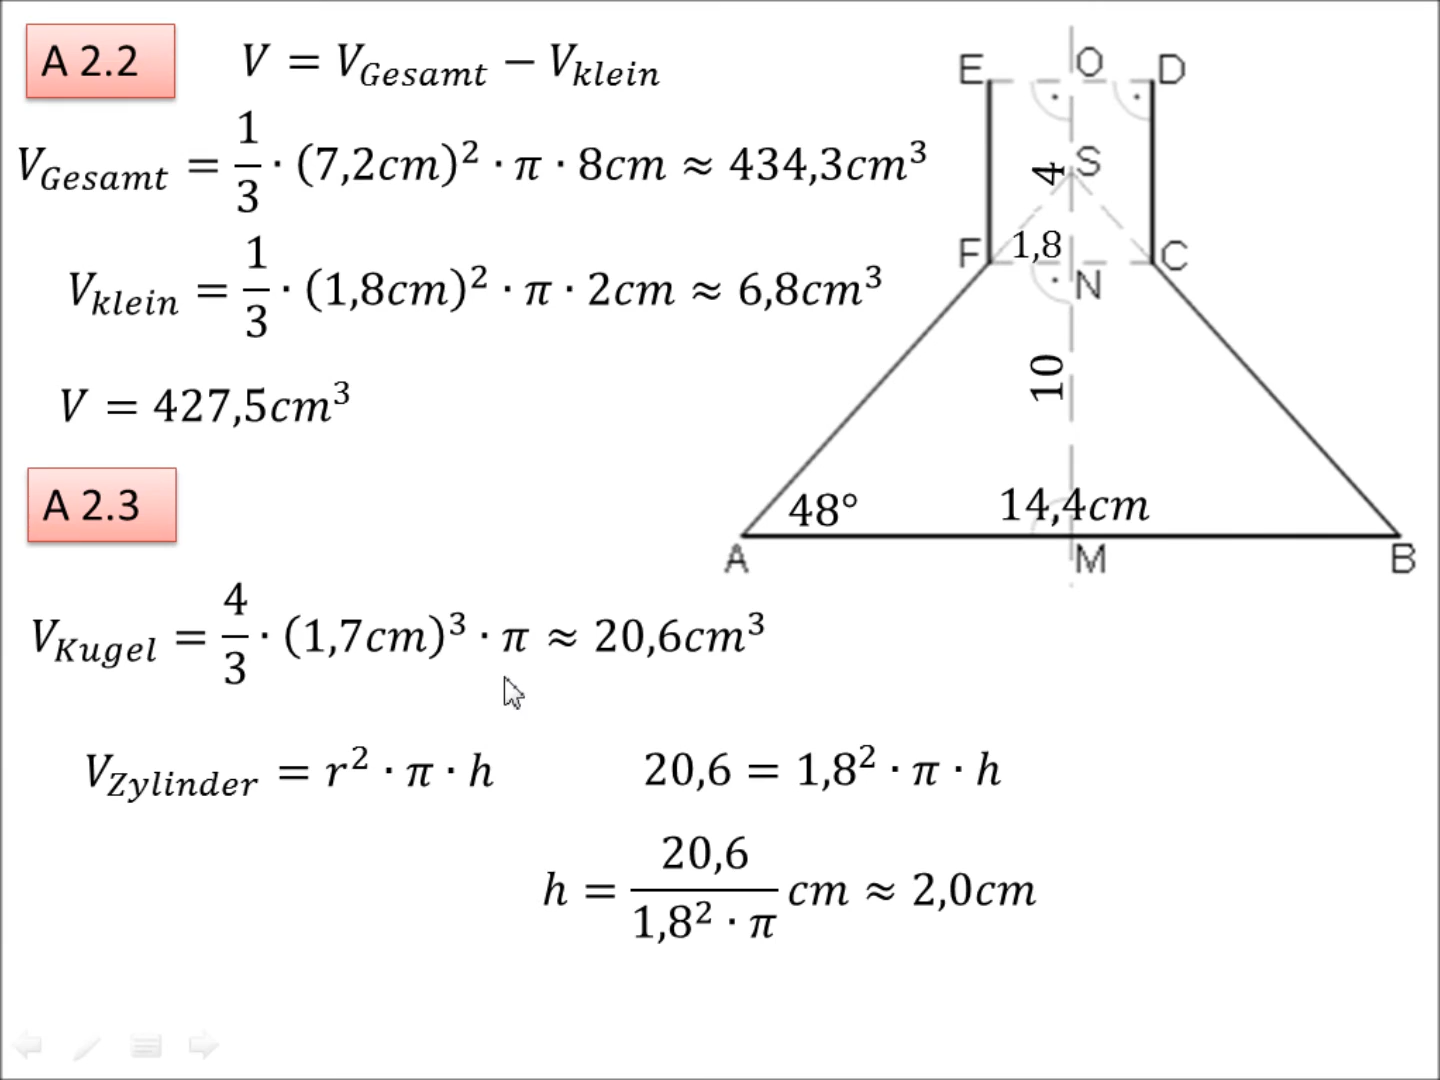 A 2.2
V = V_Gesamt − V_klein
V_Gesamt = 1/3 · (7,2cm)² · π · 8cm ≈ 434,3cm³
V_klein = 1/3 · (1,8cm)² · π · 2cm ≈ 6,8cm³
V = 427,5cm³
E O D
4 S
F 1,8 C
N
10
48° 14,4cm
A M B
A 2.3
V_Kugel = 4/3 · (1,7cm)³ · π ≈ 20,6cm³
V_Zylinder = r² · π · h
20,6 = 1,8² · π · h
h = 20,6/(1,8² · π) cm ≈ 2,0cm